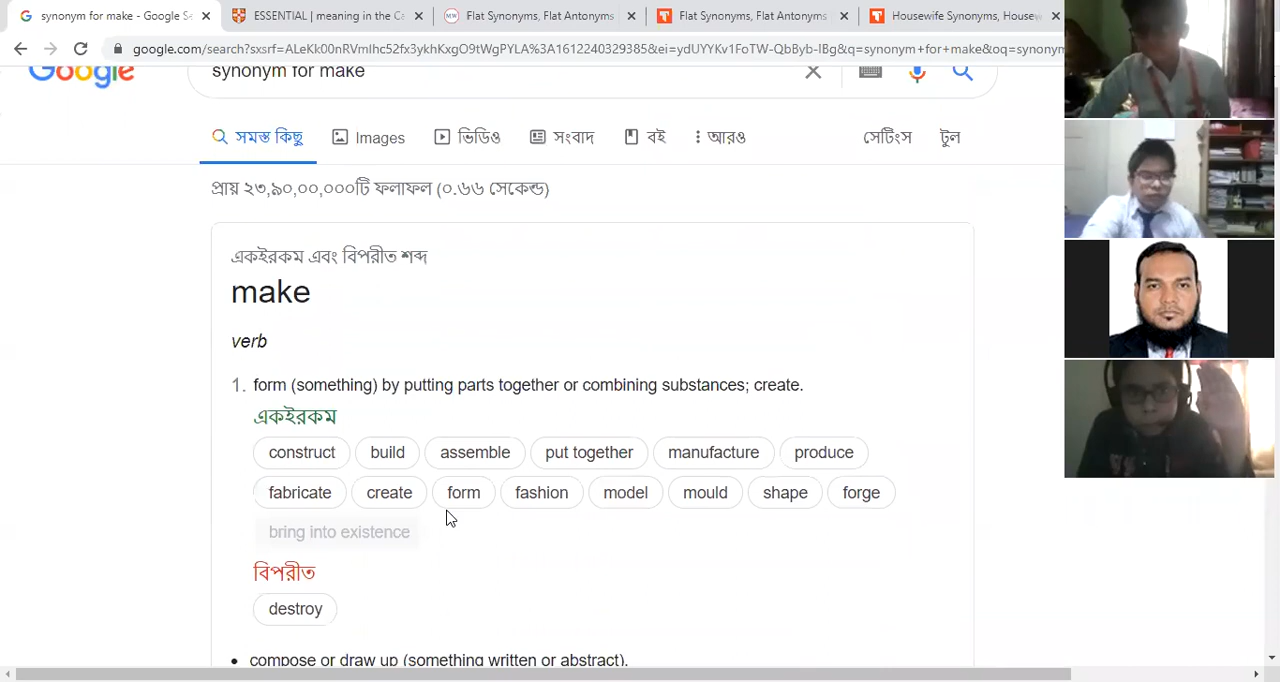 synonym for make - Google Se
ESSENTIAL | meaning in the Ca
Flat Synonyms, Flat Antonyms
Flat Synonyms, Flat Antonyms
Housewife Synonyms, Housew
google.com/search?sxsrf=ALeKk00nRVmlhc52fx3ykhKxgO9tWgPYLA%3A1612240329385&ei=ydUYYKv1FoTW-QbByb-IBg&q=synonym+for+make&oq=synonym
Google
synonym for make
সমস্ত কিছু
Images
ভিডিও
সংবাদ
বই
আরও
সেটিংস
টুল
প্রায় ২৩,৯০,০০,০০০টি ফলাফল (০.৬৬ সেকেন্ড)
একইরকম এবং বিপরীত শব্দ
make
verb
1. form (something) by putting parts together or combining substances; create.
একইরকম
construct build assemble put together manufacture produce
fabricate create form fashion model mould shape forge
bring into existence
বিপরীত
destroy
• compose or draw up (something written or abstract).